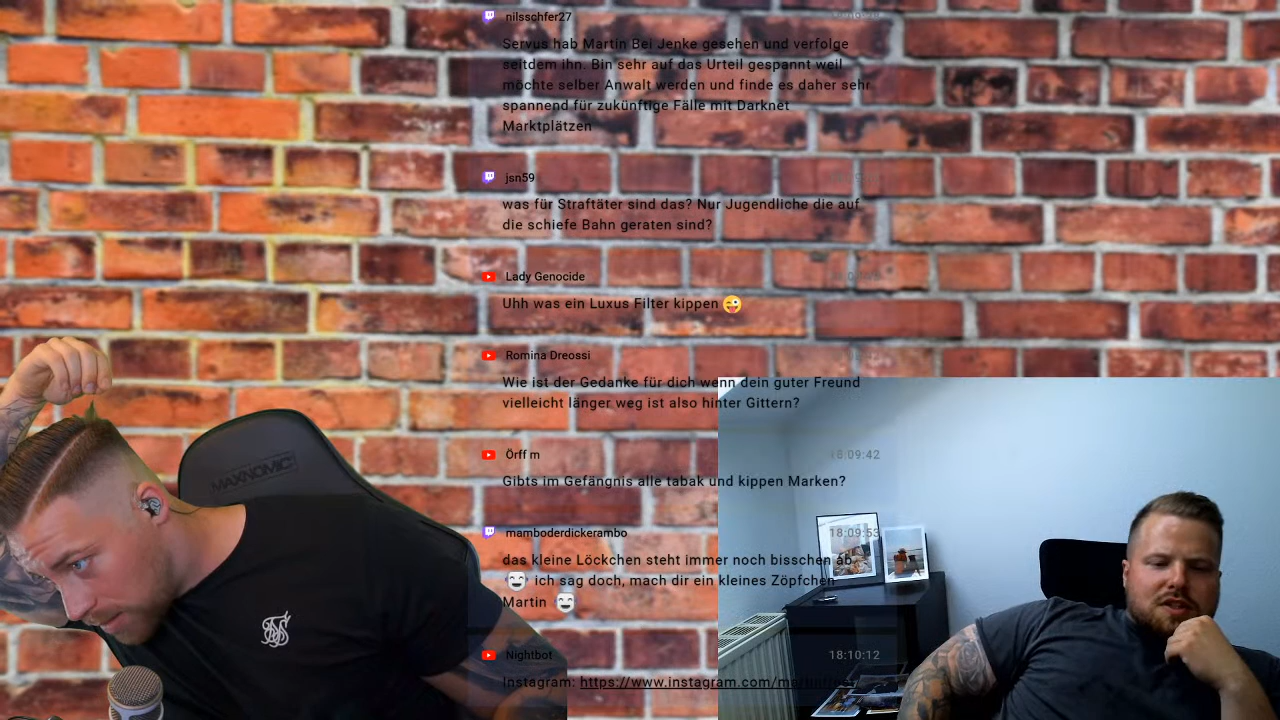 nilsschfer27
Servus hab Martin Bei Jenke gesehen und verfolge
seitdem ihn. Bin sehr auf das Urteil gespannt weil
möchte selber Anwalt werden und finde es daher sehr
spannend für zukünftige Fälle mit Darknet
Marktplätzen
jsn59
was für Straftäter sind das? Nur Jugendliche die auf
die schiefe Bahn geraten sind?
Lady Genocide
Uhh was ein Luxus Filter kippen 😜
Romina Dreossi
Wie ist der Gedanke für dich wenn dein guter Freund
vielleicht länger weg ist also hinter Gittern?
Örff m 18:09:42
Gibts im Gefängnis alle tabak und kippen Marken?
mamboderdickerambo 18:09:53
das kleine Löckchen steht immer noch bisschen ab
ich sag doch, mach dir ein kleines Zöpfchen
Martin
Nightbot 18:10:12
Instagram: https://www.instagram.com/
MAXNOMIC